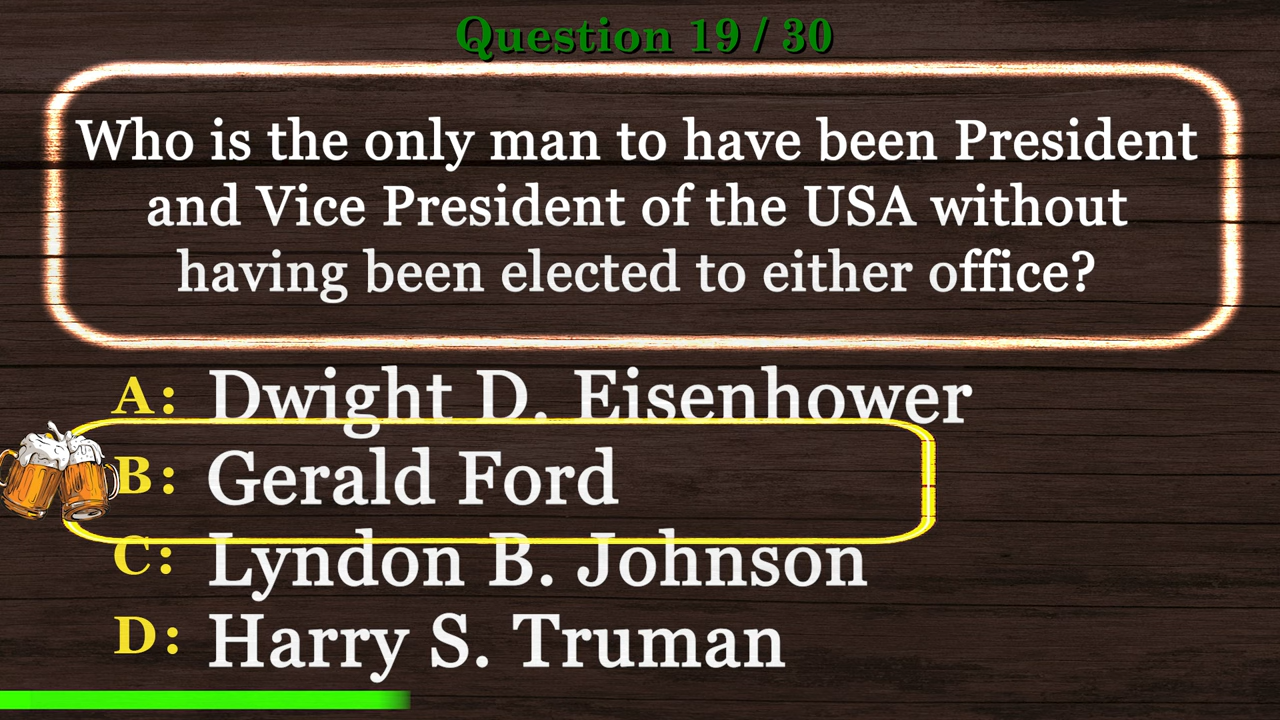 Question 19 / 30
Who is the only man to have been President
and Vice President of the USA without
having been elected to either office?
A: Dwight D. Eisenhower
B: Gerald Ford
C: Lyndon B. Johnson
D: Harry S. Truman